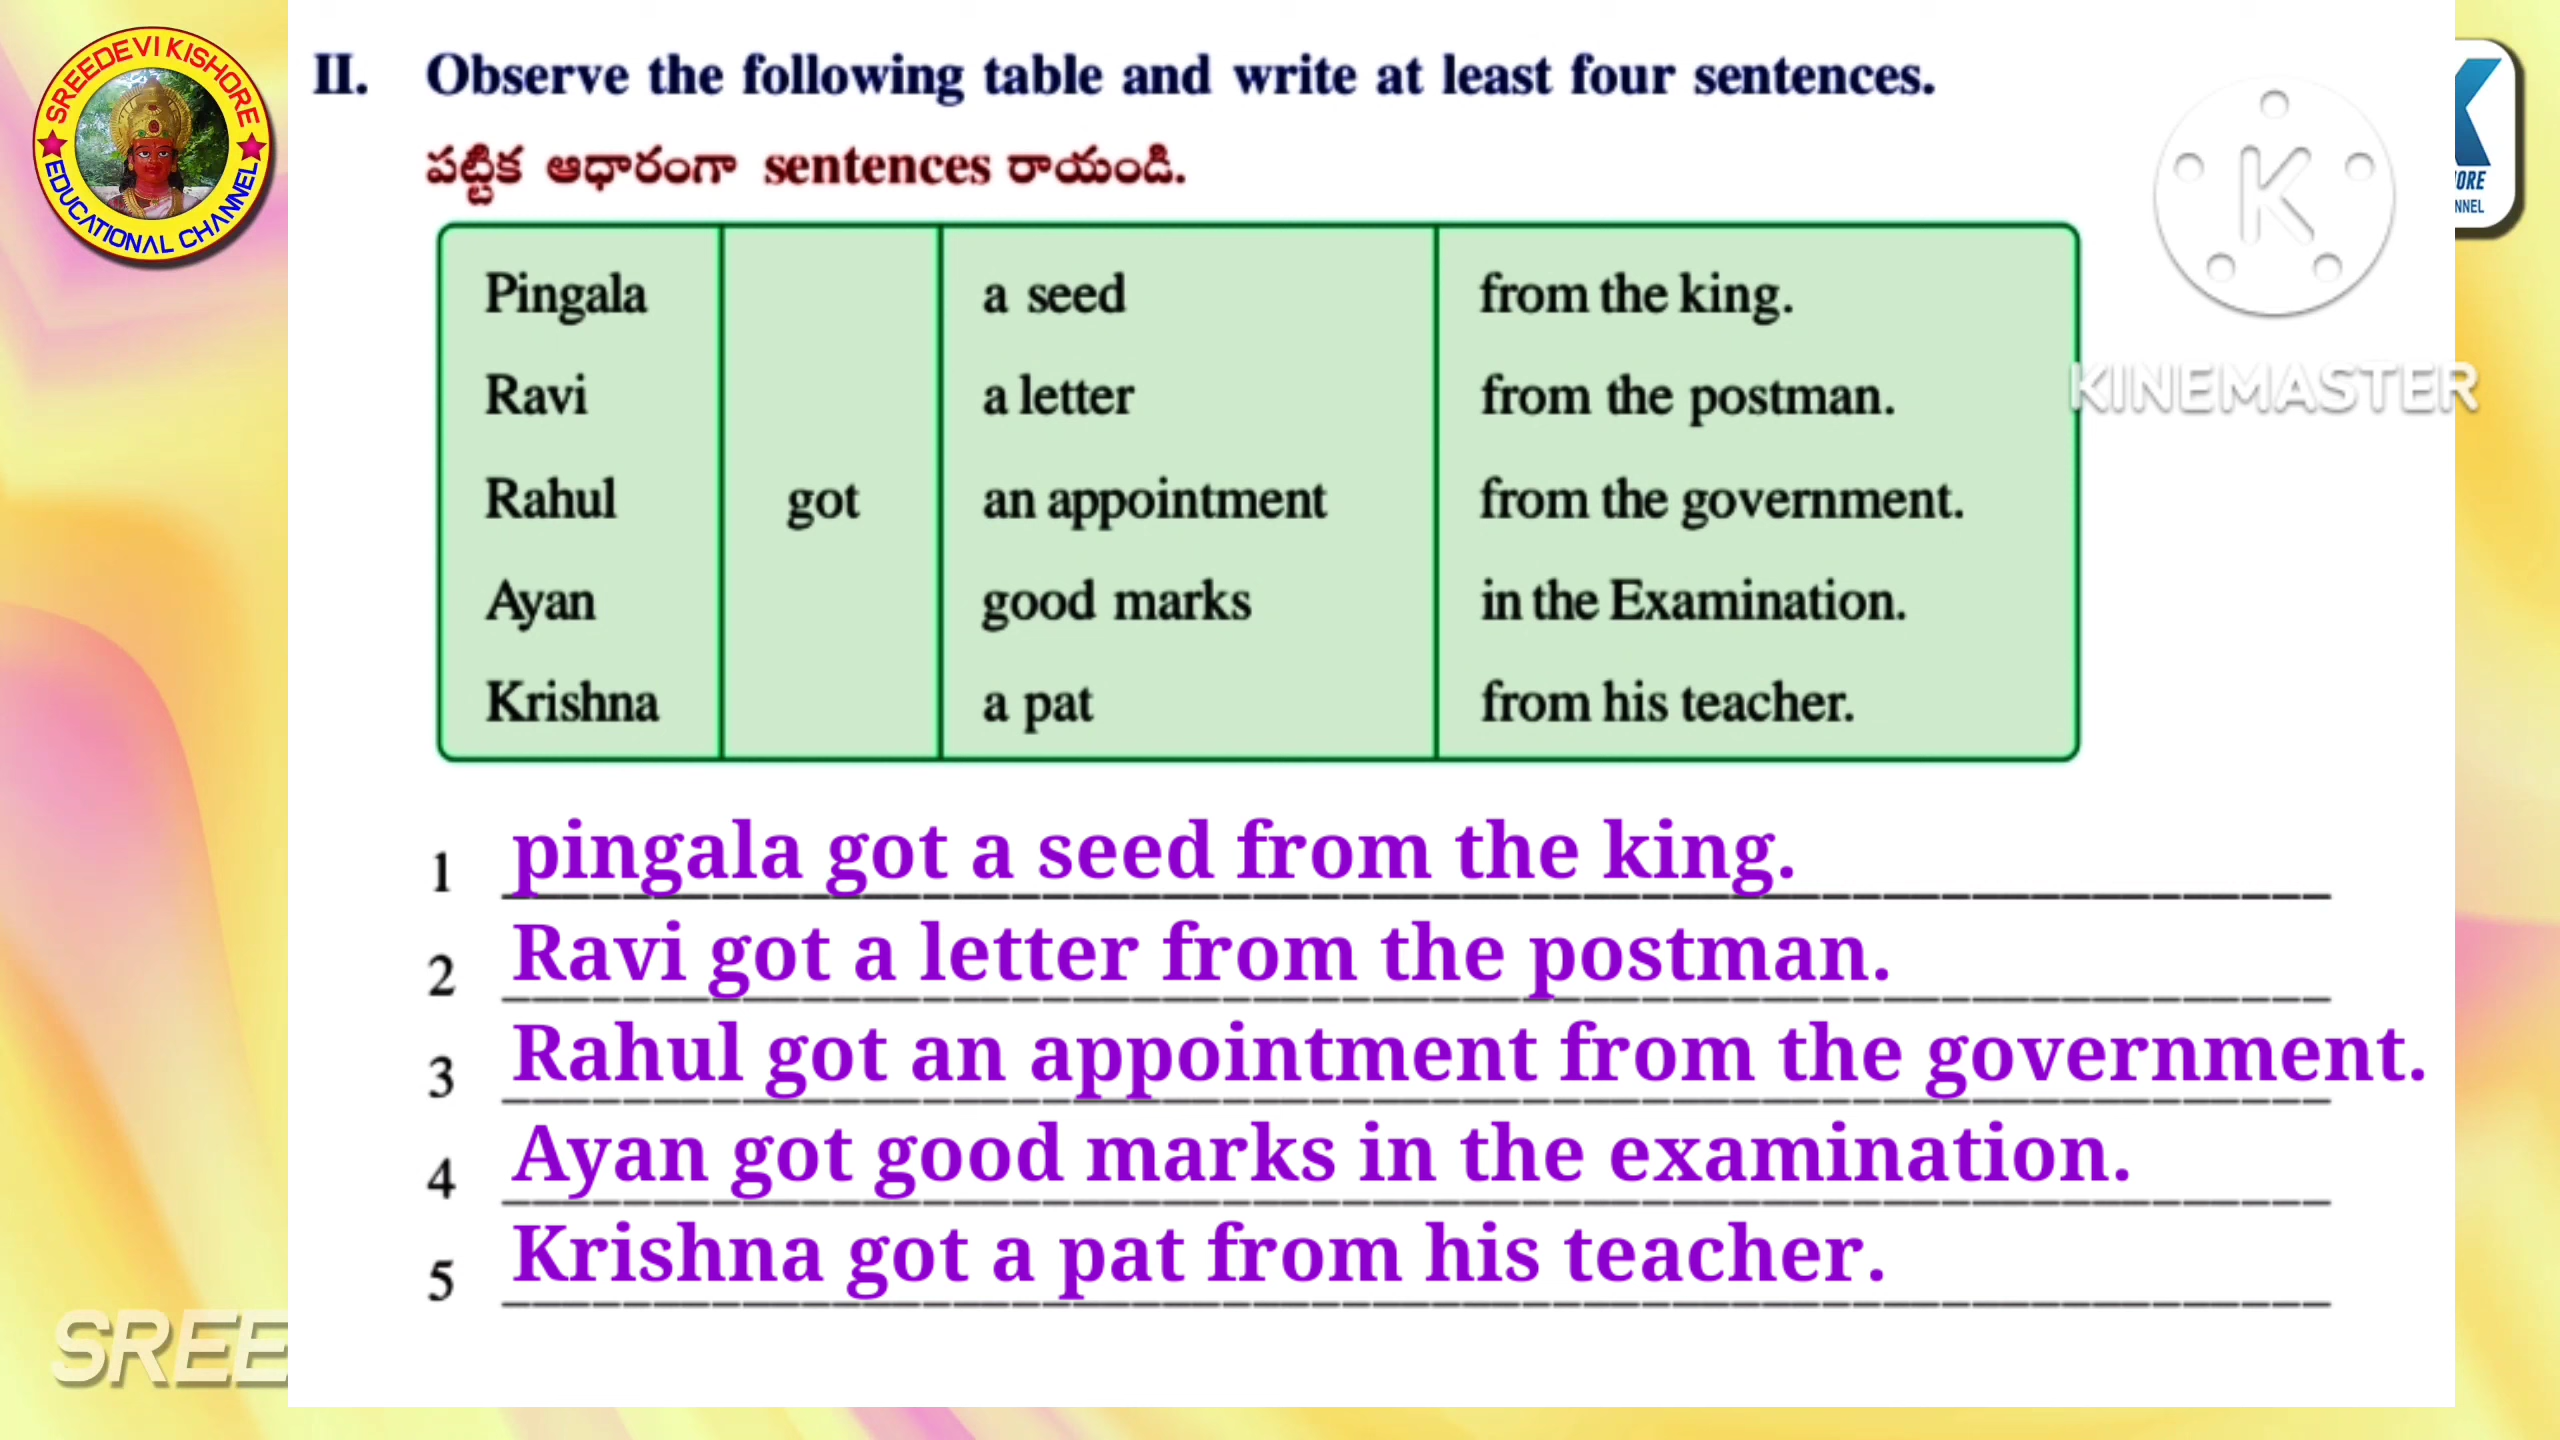 SREEDEVI KISHORE
EDUCATIONAL CHANNEL
II. Observe the following table and write at least four sentences.
పట్టిక ఆధారంగా sentences రాయండి.
K
ORE
NNEL
KINEMASTER
Pingala a seed from the king.
Ravi a letter from the postman.
Rahul got an appointment from the government.
Ayan good marks in the Examination.
Krishna a pat from his teacher.
1 pingala got a seed from the king.
2 Ravi got a letter from the postman.
3 Rahul got an appointment from the government.
4 Ayan got good marks in the examination.
5 Krishna got a pat from his teacher.
SREE